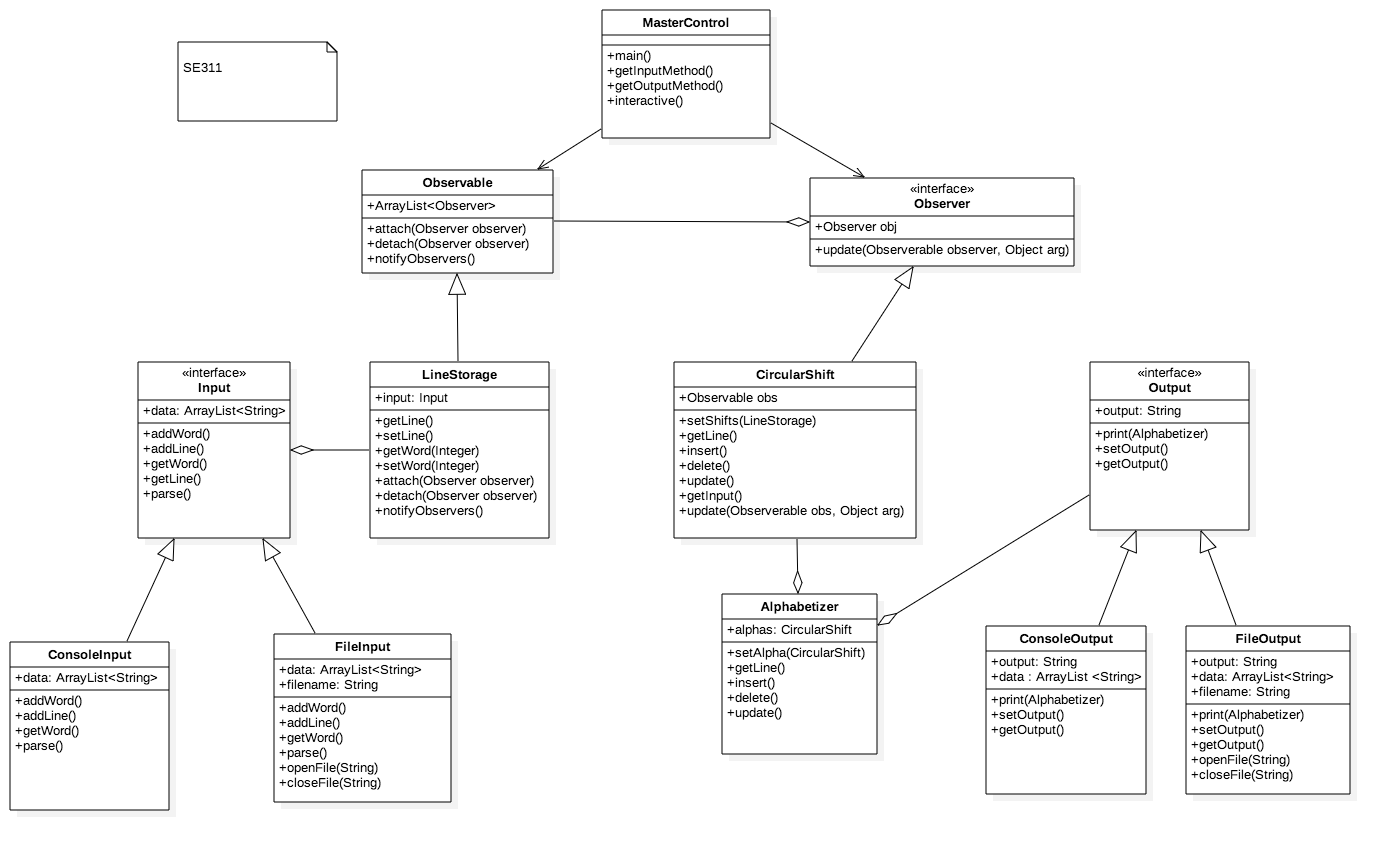 MasterControl
+main()
+getInputMethod()
+getOutputMethod()
+interactive()
SE311
Observable
+ArrayList<Observer>
+attach(Observer observer)
+detach(Observer observer)
+notifyObservers()
«interface»
Observer
+Observer obj
+update(Observerable observer, Object arg)
«interface»
Input
+data: ArrayList<String>
+addWord()
+addLine()
+getWord()
+getLine()
+parse()
LineStorage
+input: Input
+getLine()
+setLine()
+getWord(Integer)
+setWord(Integer)
+attach(Observer observer)
+detach(Observer observer)
+notifyObservers()
CircularShift
+Observable obs
+setShifts(LineStorage)
+getLine()
+insert()
+delete()
+update()
+getInput()
+update(Observerable obs, Object arg)
«interface»
Output
+output: String
+print(Alphabetizer)
+setOutput()
+getOutput()
ConsoleInput
+data: ArrayList<String>
+addWord()
+addLine()
+getWord()
+parse()
FileInput
+data: ArrayList<String>
+filename: String
+addWord()
+addLine()
+getWord()
+parse()
+openFile(String)
+closeFile(String)
Alphabetizer
+alphas: CircularShift
+setAlpha(CircularShift)
+getLine()
+insert()
+delete()
+update()
ConsoleOutput
+output: String
+data : ArrayList <String>
+print(Alphabetizer)
+setOutput()
+getOutput()
FileOutput
+output: String
+data: ArrayList<String>
+filename: String
+print(Alphabetizer)
+setOutput()
+getOutput()
+openFile(String)
+closeFile(String)